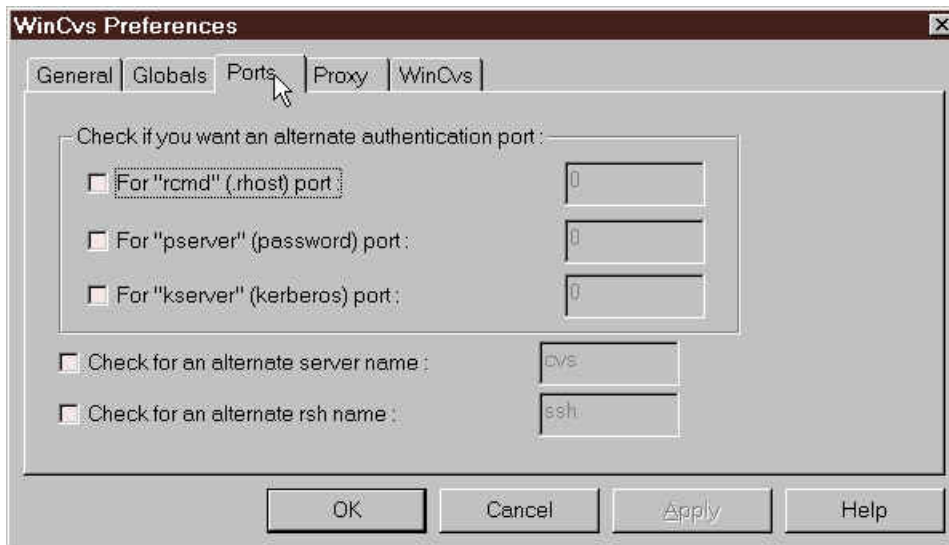 WinCvs Preferences
General Globals Ports Proxy WinCvs
Check if you want an alternate authentication port :
For "rcmd" (.rhost) port : 0
For "pserver" (password) port : 0
For "kserver" (kerberos) port : 0
Check for an alternate server name : cvs
Check for an alternate rsh name : ssh
OK Cancel Apply Help